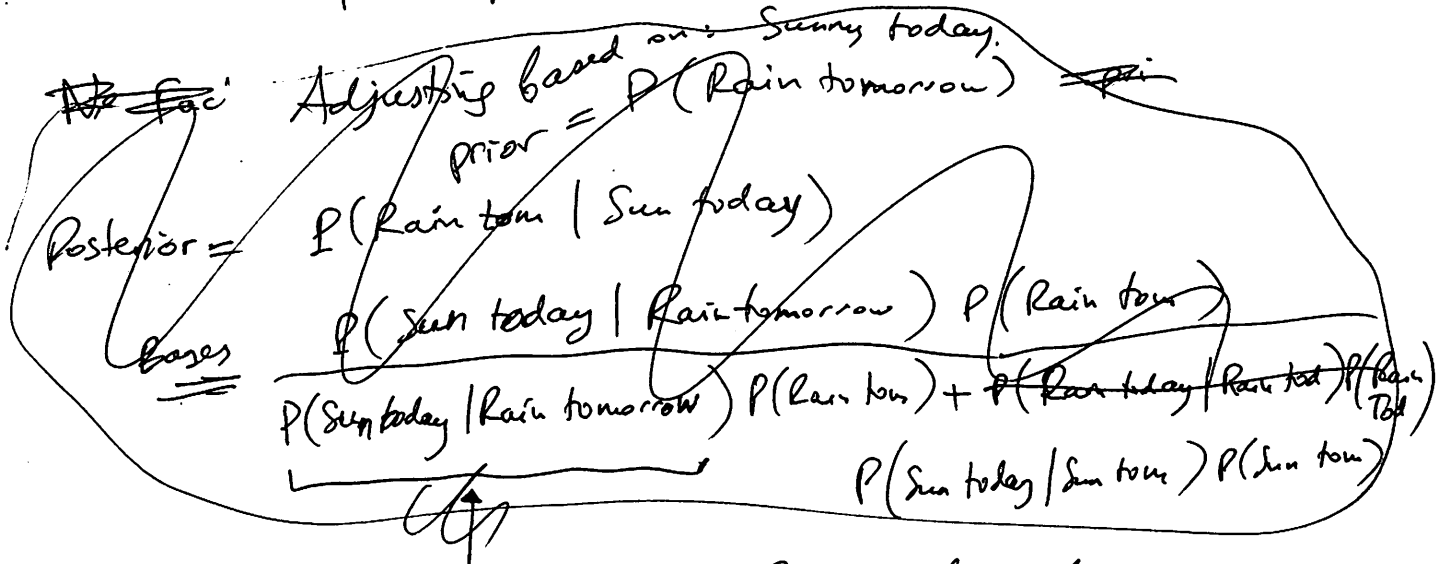 Adjusting based on: Sunny today.
prior = P(Rain tomorrow)
Posterior = P(Rain tom | Sun today)
Bayes = P(Sun today | Rain tomorrow) P(Rain tom)
P(Sun today | Rain tomorrow) P(Rain tom) + P(Rain today | Rain tod) P(Rain Tod)
P(Sun today | Sun tom) P(Sun tom)